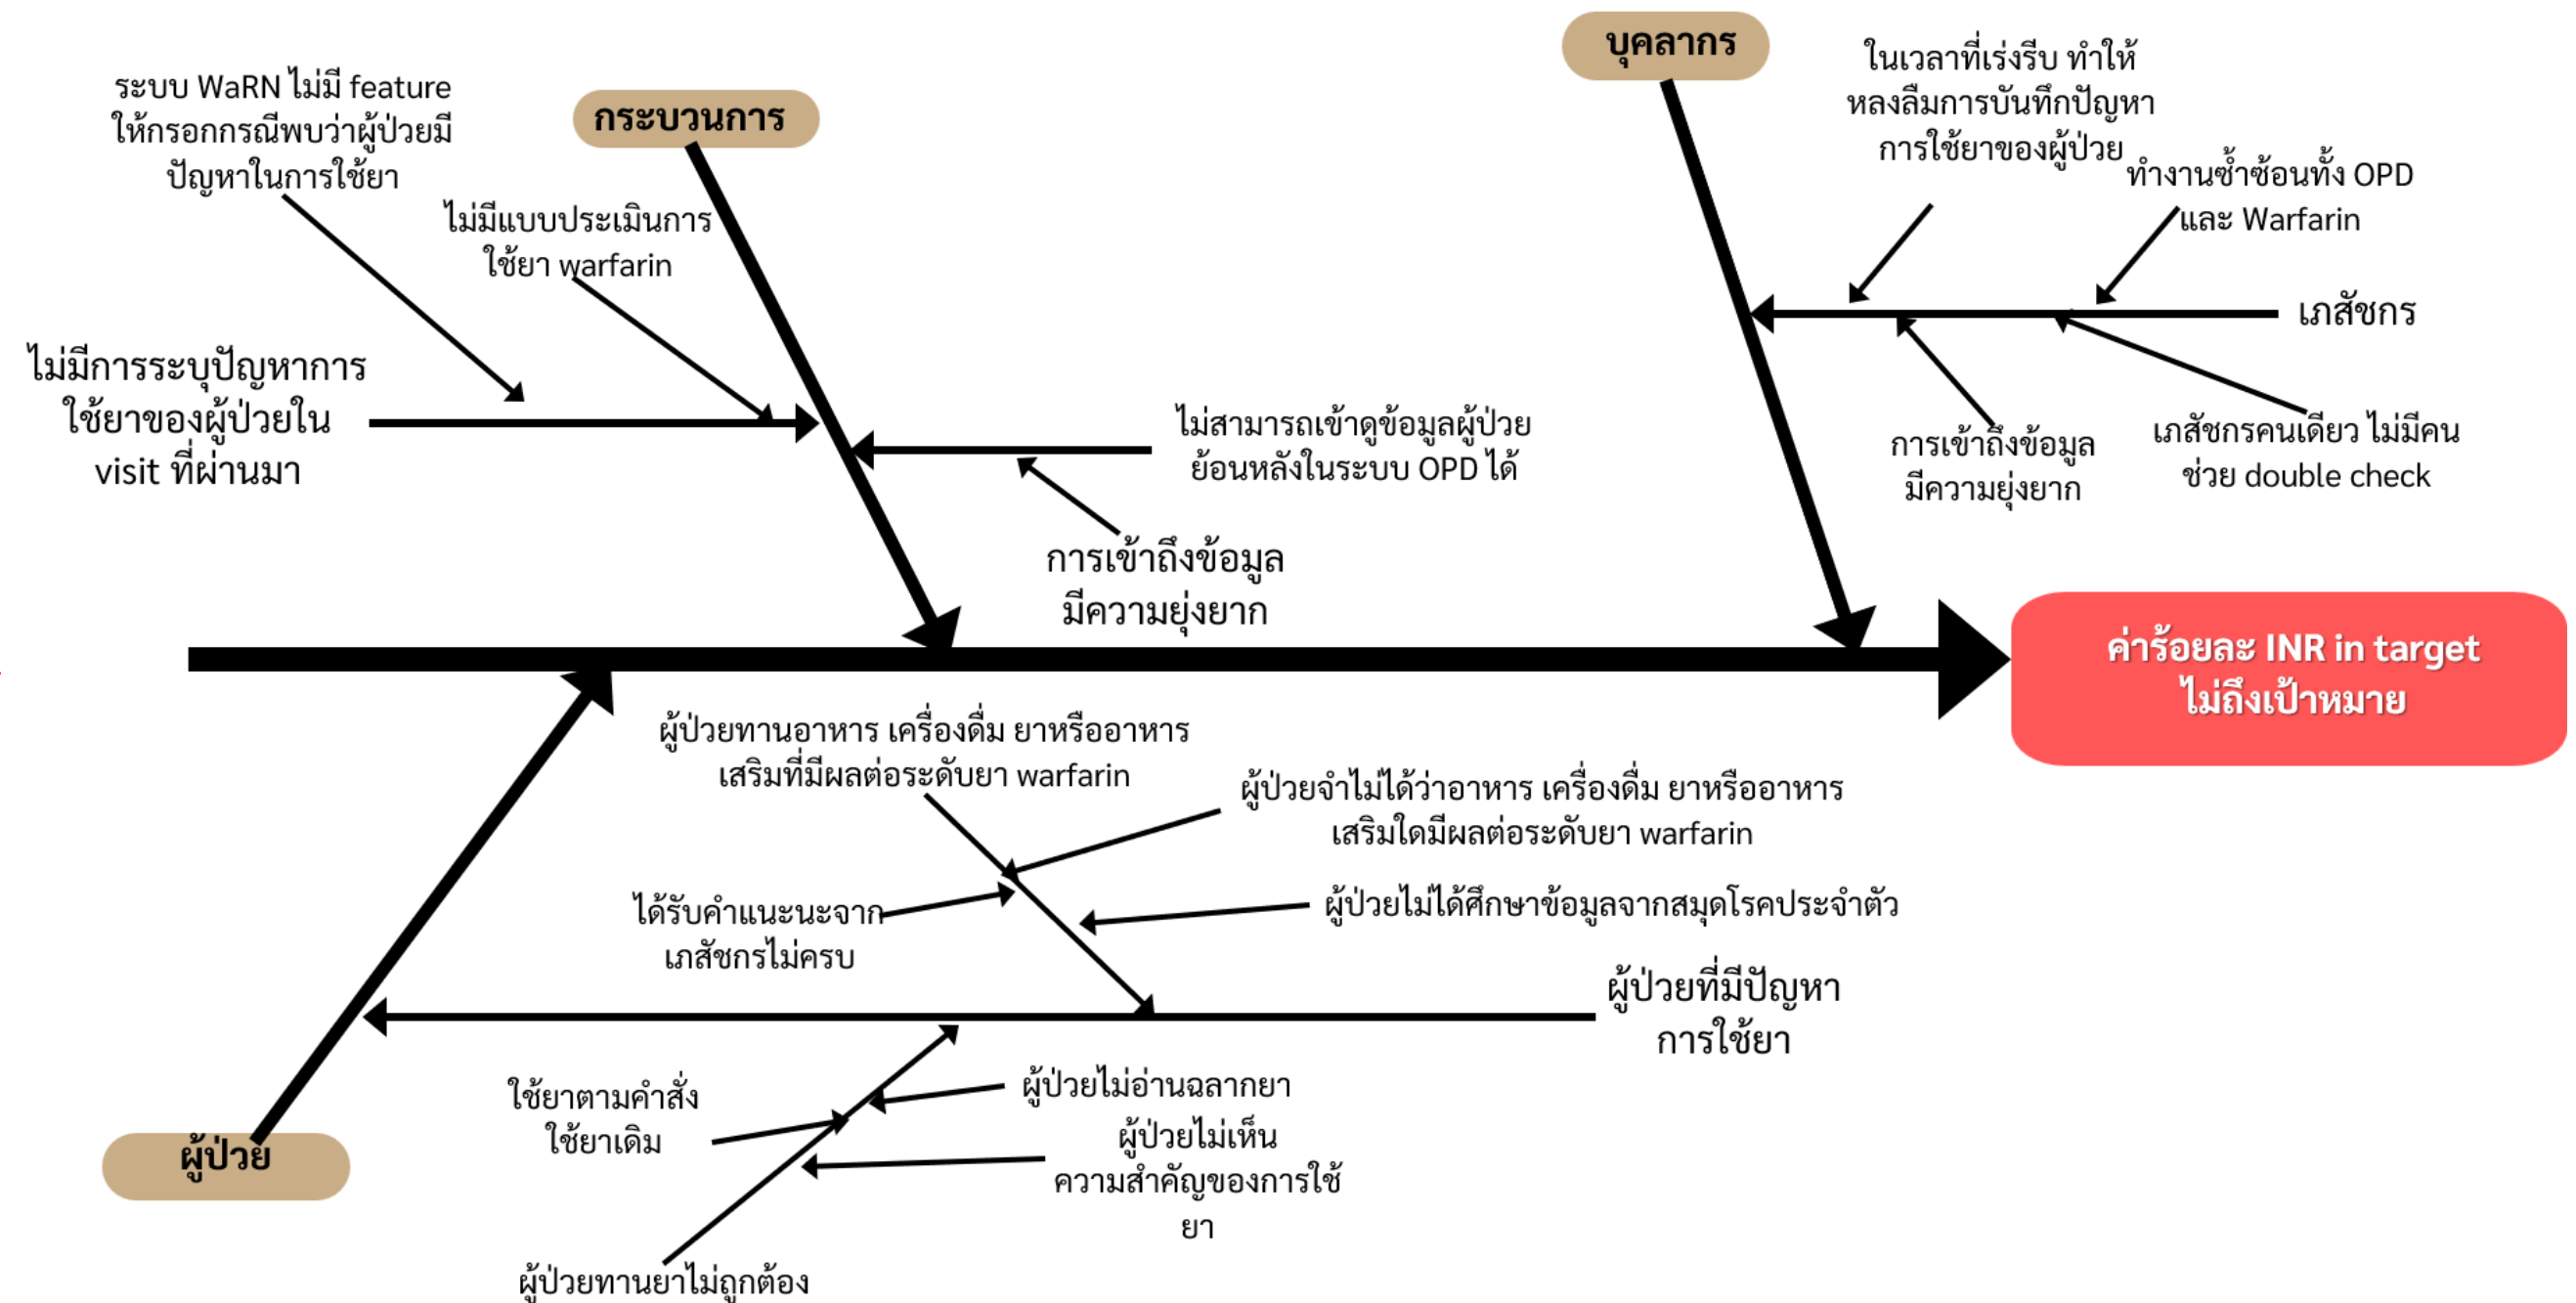 บุคลากร
ในเวลาที่เร่งรีบ ทำให้
หลงลืมการบันทึกปัญหา
การใช้ยาของผู้ป่วย
ทำงานซ้ำซ้อนทั้ง OPD
และ Warfarin
เภสัชกร
การเข้าถึงข้อมูล
มีความยุ่งยาก
เภสัชกรคนเดียว ไม่มีคน
ช่วย double check
กระบวนการ
ระบบ WaRN ไม่มี feature
ให้กรอกกรณีพบว่าผู้ป่วยมี
ปัญหาในการใช้ยา
ไม่มีแบบประเมินการ
ใช้ยา warfarin
ไม่มีการระบุปัญหาการ
ใช้ยาของผู้ป่วยใน
visit ที่ผ่านมา
ไม่สามารถเข้าดูข้อมูลผู้ป่วย
ย้อนหลังในระบบ OPD ได้
การเข้าถึงข้อมูล
มีความยุ่งยาก
ค่าร้อยละ INR in target
ไม่ถึงเป้าหมาย
ผู้ป่วยทานอาหาร เครื่องดื่ม ยาหรืออาหาร
เสริมที่มีผลต่อระดับยา warfarin
ผู้ป่วยจำไม่ได้ว่าอาหาร เครื่องดื่ม ยาหรืออาหาร
เสริมใดมีผลต่อระดับยา warfarin
ได้รับคำแนะนะจาก
เภสัชกรไม่ครบ
ผู้ป่วยไม่ได้ศึกษาข้อมูลจากสมุดโรคประจำตัว
ผู้ป่วยที่มีปัญหา
การใช้ยา
ใช้ยาตามคำสั่ง
ใช้ยาเดิม
ผู้ป่วยไม่อ่านฉลากยา
ผู้ป่วยไม่เห็น
ความสำคัญของการใช้
ยา
ผู้ป่วย
ผู้ป่วยทานยาไม่ถูกต้อง